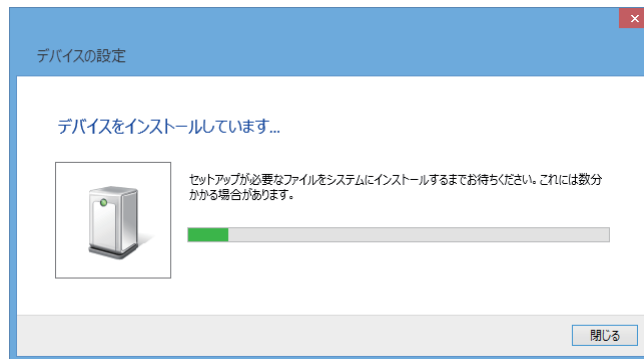 デバイスの設定
デバイスをインストールしています...
セットアップが必要なファイルをシステムにインストールするまでお待ちください。これには数分
かかる場合があります。
閉じる